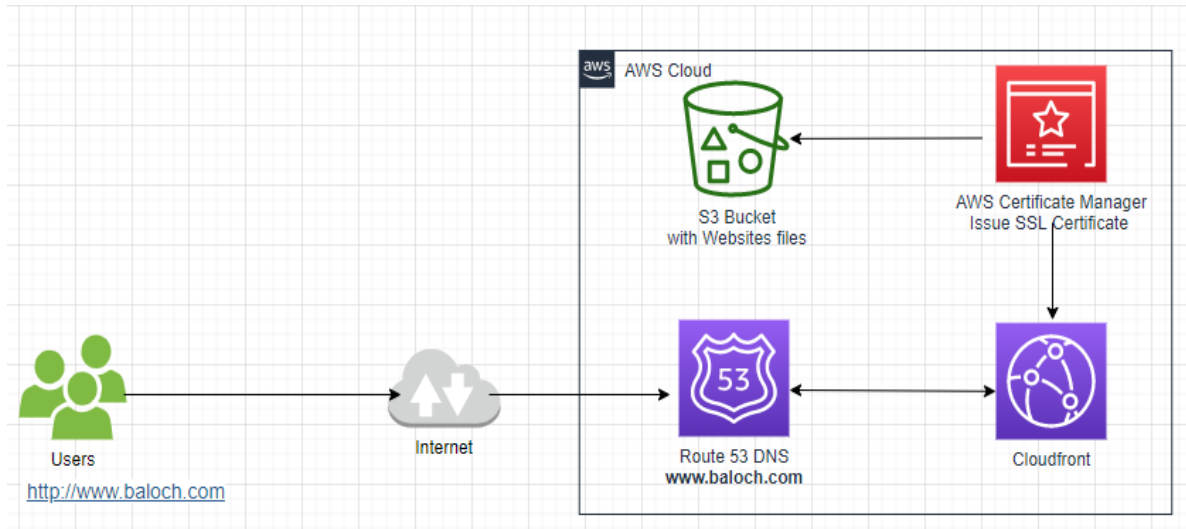 aws
AWS Cloud
S3 Bucket
with Websites files
AWS Certificate Manager
Issue SSL Certificate
Users
http://www.baloch.com
Internet
53
Route 53 DNS
www.baloch.com
Cloudfront